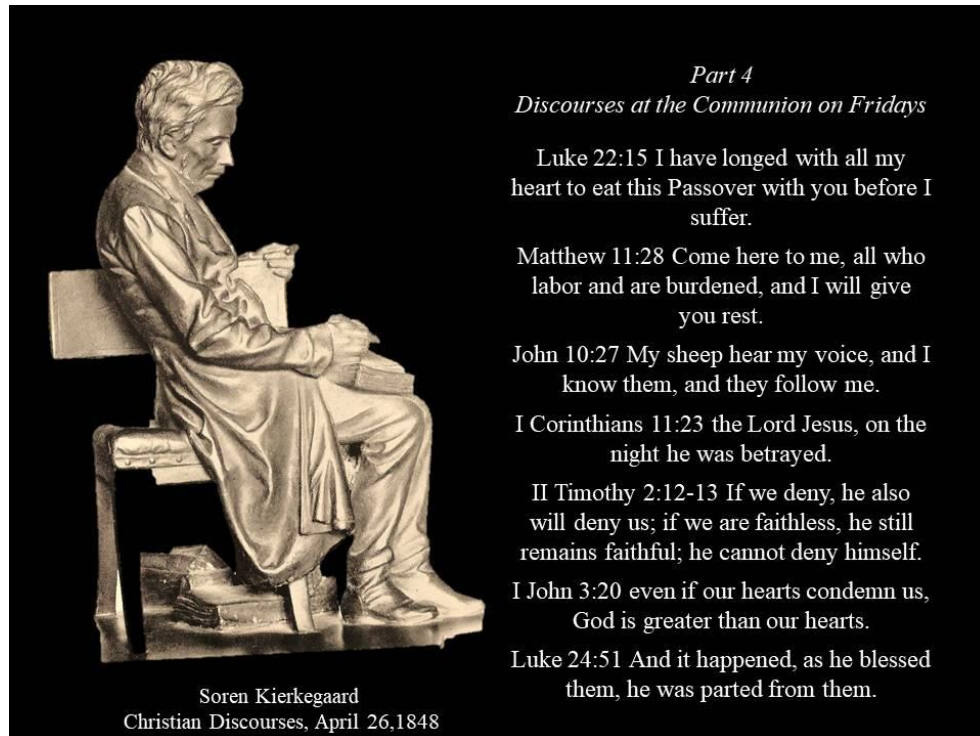 Part 4
Discourses at the Communion on Fridays
Luke 22:15 I have longed with all my
heart to eat this Passover with you before I
suffer.
Matthew 11:28 Come here to me, all who
labor and are burdened, and I will give
you rest.
John 10:27 My sheep hear my voice, and I
know them, and they follow me.
I Corinthians 11:23 the Lord Jesus, on the
night he was betrayed.
II Timothy 2:12-13 If we deny, he also
will deny us; if we are faithless, he still
remains faithful; he cannot deny himself.
I John 3:20 even if our hearts condemn us,
God is greater than our hearts.
Luke 24:51 And it happened, as he blessed
them, he was parted from them.
Soren Kierkegaard
Christian Discourses, April 26,1848